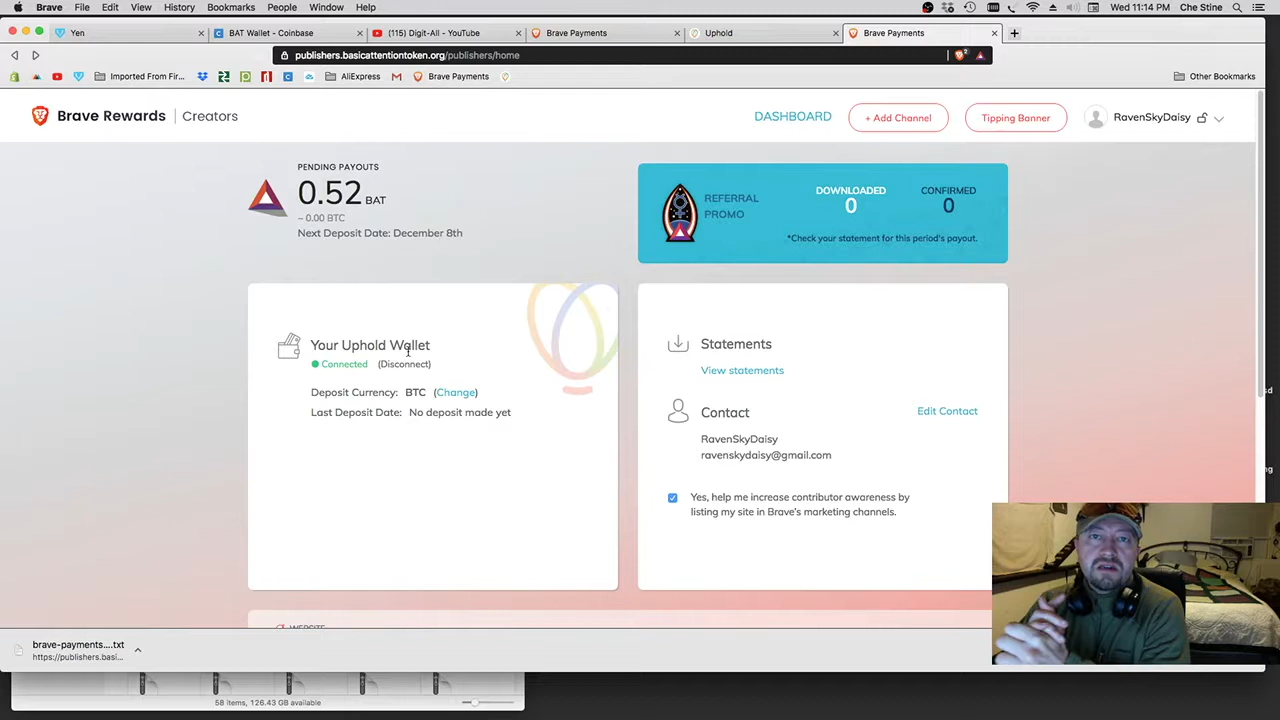 Brave File Edit View History Bookmarks People Window Help
Wed 11:14 PM Che Stine
Yen
BAT Wallet - Coinbase
(115) Digit-All - YouTube
Brave Payments
Uphold
Brave Payments
publishers.basicattentiontoken.org/publishers/home
2
Imported From Fir...
AliExpress
Brave Payments
Other Bookmarks
Brave Rewards
Creators
DASHBOARD
+ Add Channel
Tipping Banner
RavenSkyDaisy
PENDING PAYOUTS
0.52 BAT
~ 0.00 BTC
Next Deposit Date: December 8th
REFERRAL
PROMO
DOWNLOADED
0
CONFIRMED
0
*Check your statement for this period's payout.
Your Uphold Wallet
Connected (Disconnect)
Deposit Currency: BTC (Change)
Last Deposit Date: No deposit made yet
Statements
View statements
Contact
Edit Contact
RavenSkyDaisy
ravenskydaisy@gmail.com
Yes, help me increase contributor awareness by
listing my site in Brave's marketing channels.
WEBSITE
brave-payments....txt
https://publishers.basi...
58 items, 126.43 GB available